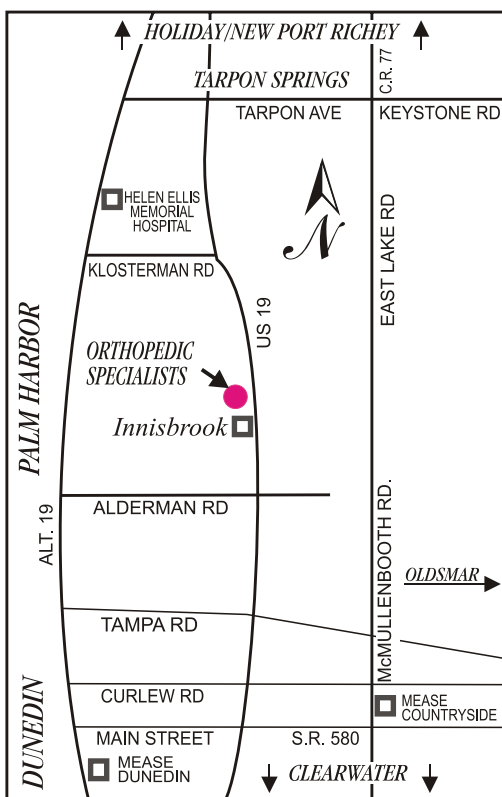 HOLIDAY/NEW PORT RICHEY
C.R. 77
TARPON SPRINGS
TARPON AVE
KEYSTONE RD
HELEN ELLIS
MEMORIAL
HOSPITAL
N
EAST LAKE RD
KLOSTERMAN RD
US 19
PALM HARBOR
ORTHOPEDIC
SPECIALISTS
Innisbrook
ALDERMAN RD
ALT. 19
McMULLENBOOTH RD.
OLDSMAR
TAMPA RD
CURLEW RD
MEASE
COUNTRYSIDE
DUNEDIN
MAIN STREET
S.R. 580
MEASE
DUNEDIN
CLEARWATER